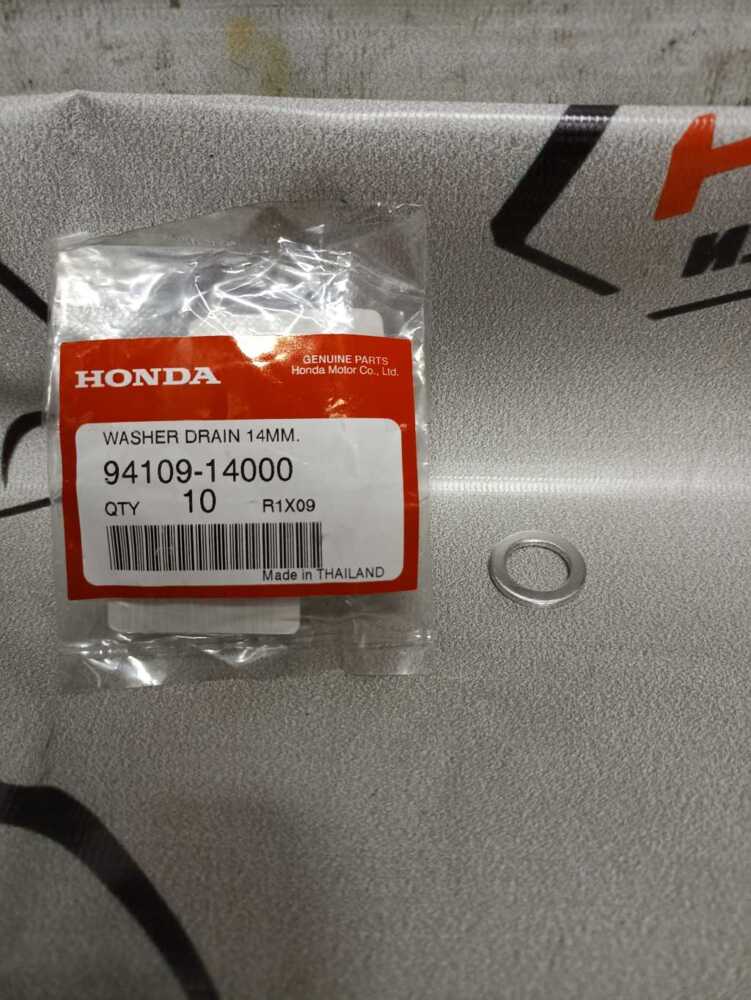 HONDA
GENUINE PARTS
Honda Motor Co., Ltd.
WASHER DRAIN 14MM.
94109-14000
QTY 10 R1X09
Made in THAILAND